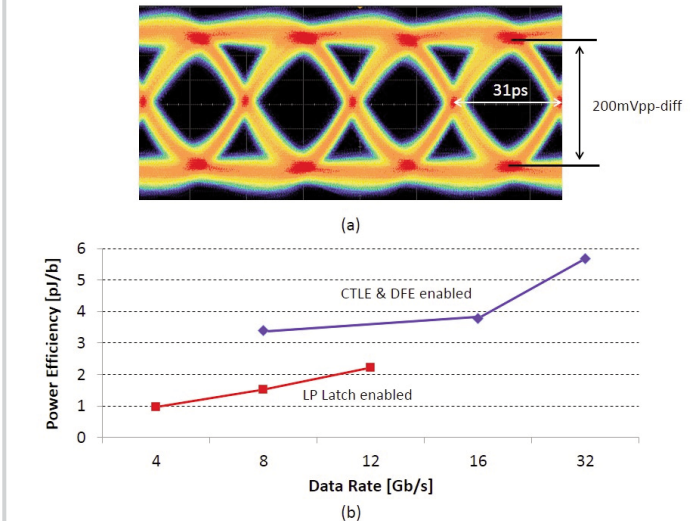 31ps
200mVpp-diff
(a)
Power Efficiency [pJ/b]
6
5
4
3
2
1
0
CTLE & DFE enabled
LP Latch enabled
4 8 12 16 32
Data Rate [Gb/s]
(b)